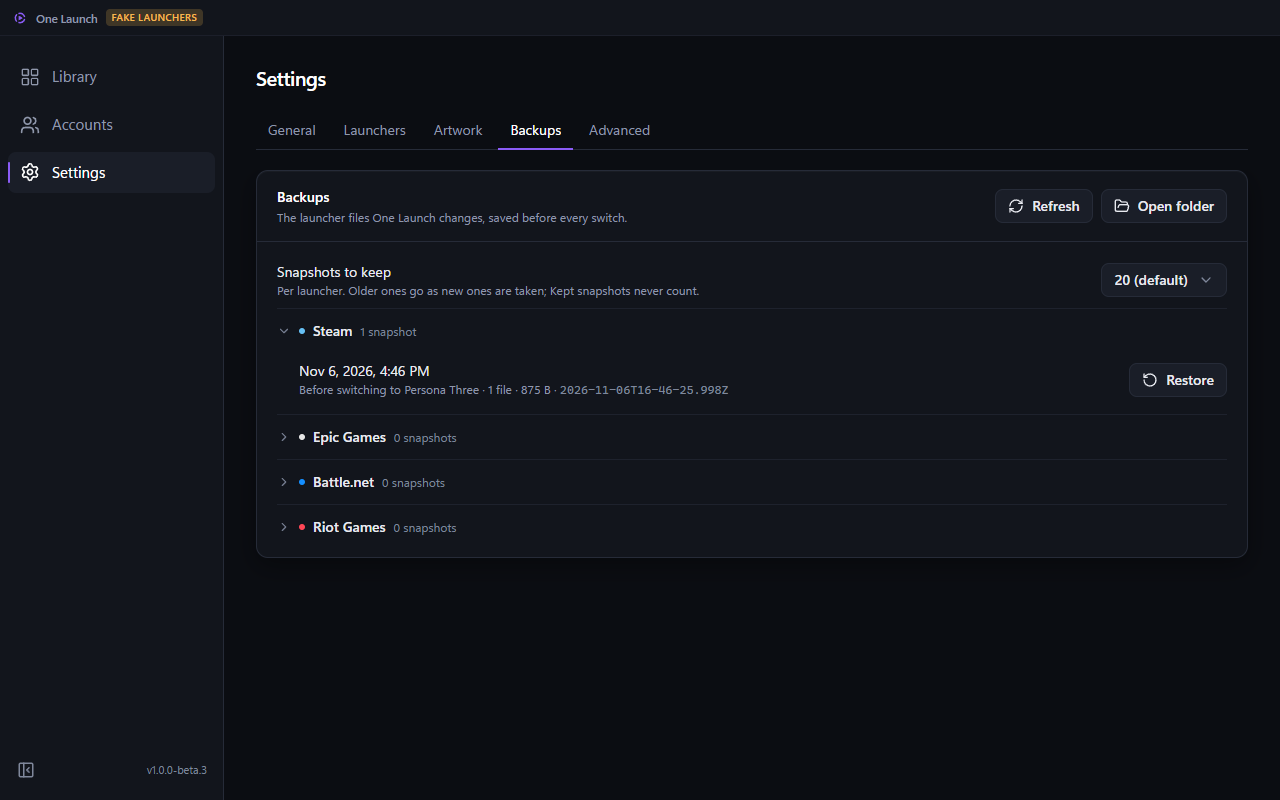 One Launch FAKE LAUNCHERS
Library
Accounts
Settings
Settings
General Launchers Artwork Backups Advanced
Backups
The launcher files One Launch changes, saved before every switch.
Refresh Open folder
Snapshots to keep
Per launcher. Older ones go as new ones are taken; Kept snapshots never count.
20 (default)
Steam 1 snapshot
Nov 6, 2026, 4:46 PM
Before switching to Persona Three · 1 file · 875 B · 2026-11-06T16-46-25.998Z
Restore
Epic Games 0 snapshots
Battle.net 0 snapshots
Riot Games 0 snapshots
v1.0.0-beta.3